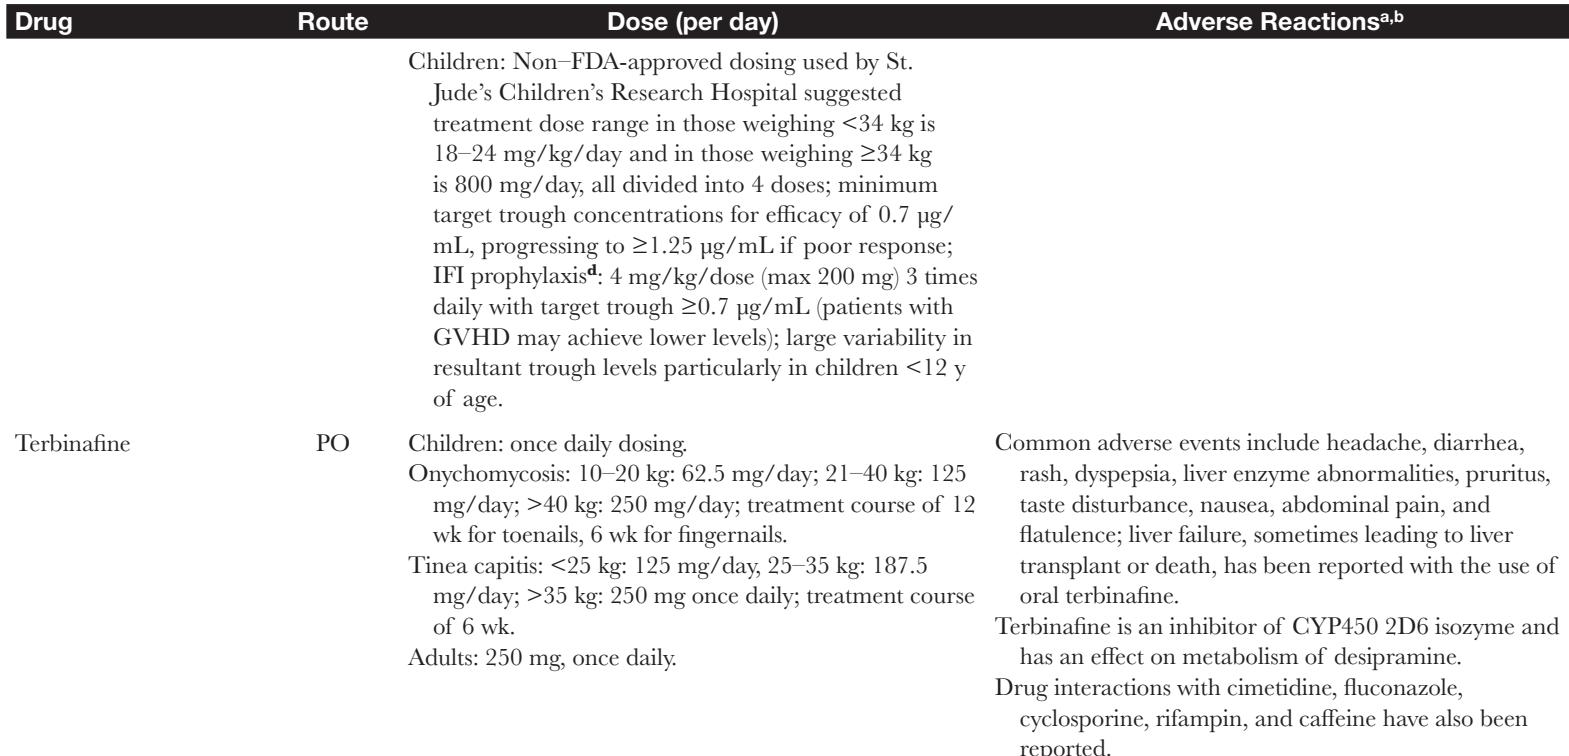 Drug Route Dose (per day) Adverse Reactionsa,b
Children: Non–FDA-approved dosing used by St.
Jude's Children's Research Hospital suggested
treatment dose range in those weighing <34 kg is
18–24 mg/kg/day and in those weighing ≥34 kg
is 800 mg/day, all divided into 4 doses; minimum
target trough concentrations for efficacy of 0.7 µg/
mL, progressing to ≥1.25 µg/mL if poor response;
IFI prophylaxisd: 4 mg/kg/dose (max 200 mg) 3 times
daily with target trough ≥0.7 µg/mL (patients with
GVHD may achieve lower levels); large variability in
resultant trough levels particularly in children <12 y
of age.
Terbinafine PO
Children: once daily dosing.
Onychomycosis: 10–20 kg: 62.5 mg/day; 21–40 kg: 125
mg/day; >40 kg: 250 mg/day; treatment course of 12
wk for toenails, 6 wk for fingernails.
Tinea capitis: <25 kg: 125 mg/day, 25–35 kg: 187.5
mg/day; >35 kg: 250 mg once daily; treatment course
of 6 wk.
Adults: 250 mg, once daily.
Common adverse events include headache, diarrhea,
rash, dyspepsia, liver enzyme abnormalities, pruritus,
taste disturbance, nausea, abdominal pain, and
flatulence; liver failure, sometimes leading to liver
transplant or death, has been reported with the use of
oral terbinafine.
Terbinafine is an inhibitor of CYP450 2D6 isozyme and
has an effect on metabolism of desipramine.
Drug interactions with cimetidine, fluconazole,
cyclosporine, rifampin, and caffeine have also been
reported.